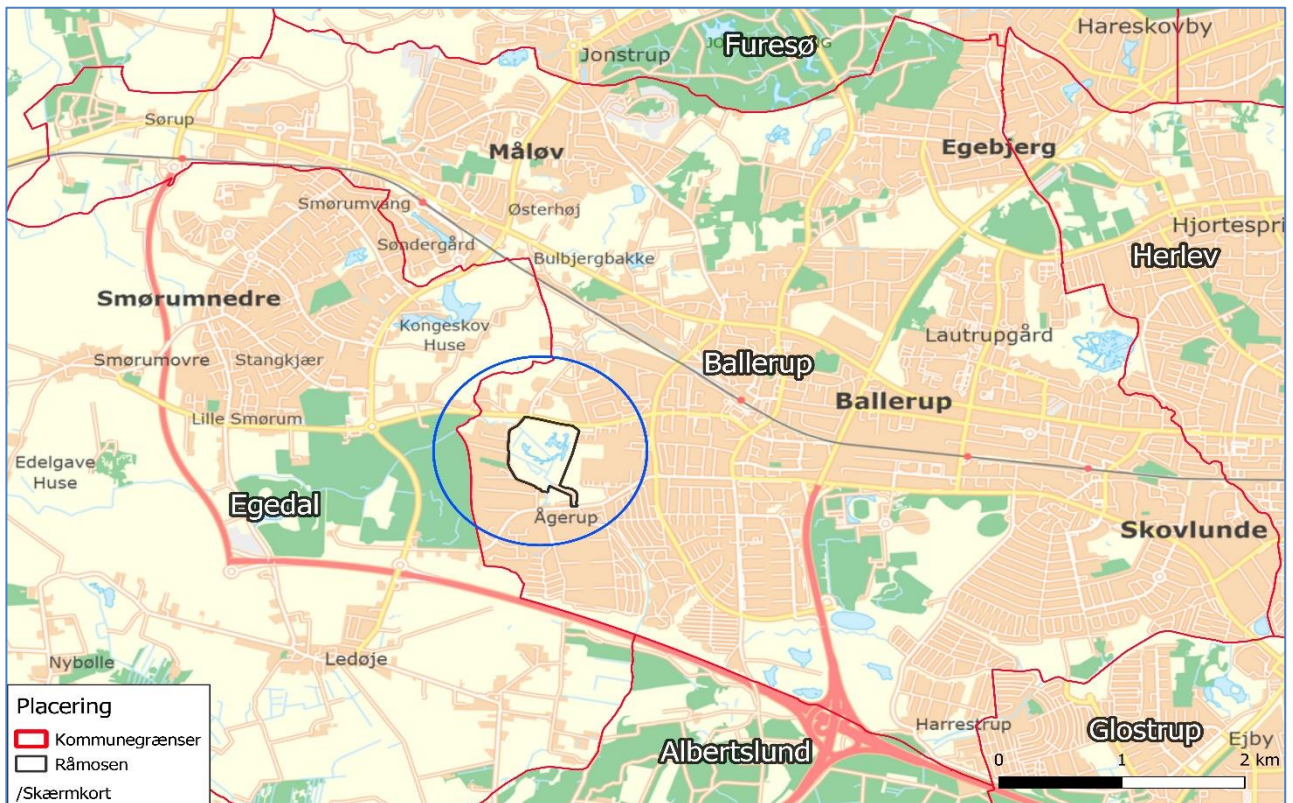 Furesø
Hareskovby
Jonstrup
Sørup
Måløv
Egebjerg
Smørumvang
Østerhøj
Hjortespri
Søndergård
Bulbjergbakke
Herlev
Smørumnedre
Kongeskov
Huse
Lautrupgård
Smørumovre
Stangkjær
Ballerup
Ballerup
Lille Smørum
Edelgave
Huse
Egedal
Ågerup
Skovlunde
Nybølle
Ledøje
Harrestrup
Glostrup
Ejby
Albertslund
Placering
Kommunegrænser
Råmosen
/Skærmkort
0 1 2 km